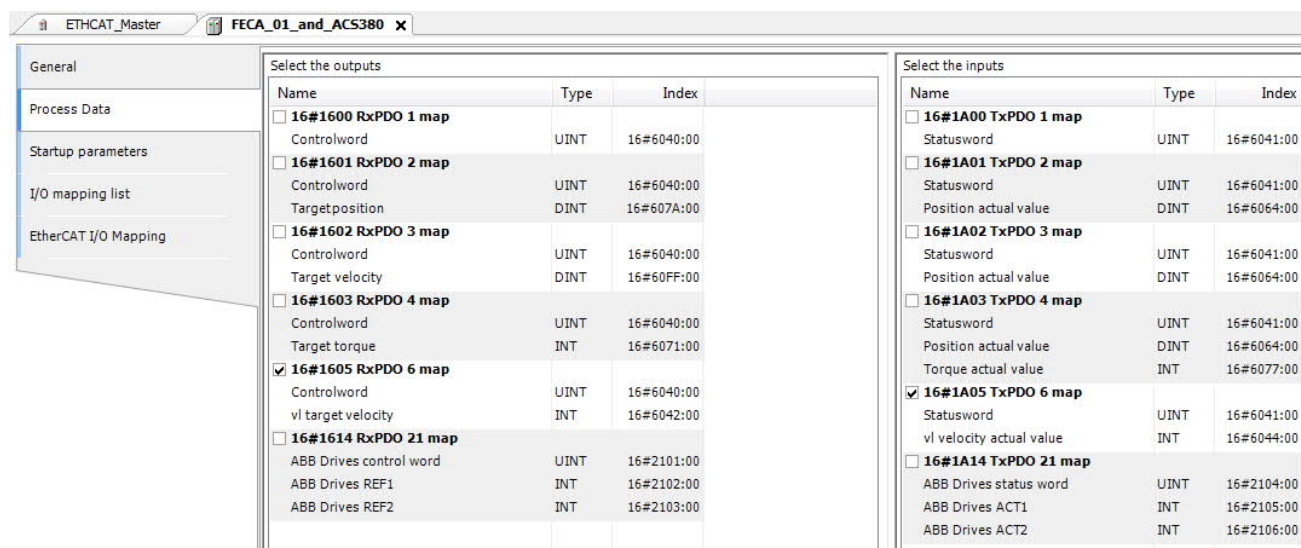 ETHCAT_Master FECA_01_and_ACS380 X
General
Process Data
Startup parameters
I/O mapping list
EtherCAT I/O Mapping
Select the outputs
Name Type Index
16#1600 RxPDO 1 map
Controlword UINT 16#6040:00
16#1601 RxPDO 2 map
Controlword UINT 16#6040:00
Targetposition DINT 16#607A:00
16#1602 RxPDO 3 map
Controlword UINT 16#6040:00
Target velocity DINT 16#60FF:00
16#1603 RxPDO 4 map
Controlword UINT 16#6040:00
Target torque INT 16#6071:00
16#1605 RxPDO 6 map
Controlword UINT 16#6040:00
vl target velocity INT 16#6042:00
16#1614 RxPDO 21 map
ABB Drives control word UINT 16#2101:00
ABB Drives REF1 INT 16#2102:00
ABB Drives REF2 INT 16#2103:00
Select the inputs
Name Type Index
16#1A00 TxPDO 1 map
Statusword UINT 16#6041:00
16#1A01 TxPDO 2 map
Statusword UINT 16#6041:00
Position actual value DINT 16#6064:00
16#1A02 TxPDO 3 map
Statusword UINT 16#6041:00
Position actual value DINT 16#6064:00
16#1A03 TxPDO 4 map
Statusword UINT 16#6041:00
Position actual value DINT 16#6064:00
Torque actual value INT 16#6077:00
16#1A05 TxPDO 6 map
Statusword UINT 16#6041:00
vl velocity actual value INT 16#6044:00
16#1A14 TxPDO 21 map
ABB Drives status word UINT 16#2104:00
ABB Drives ACT1 INT 16#2105:00
ABB Drives ACT2 INT 16#2106:00